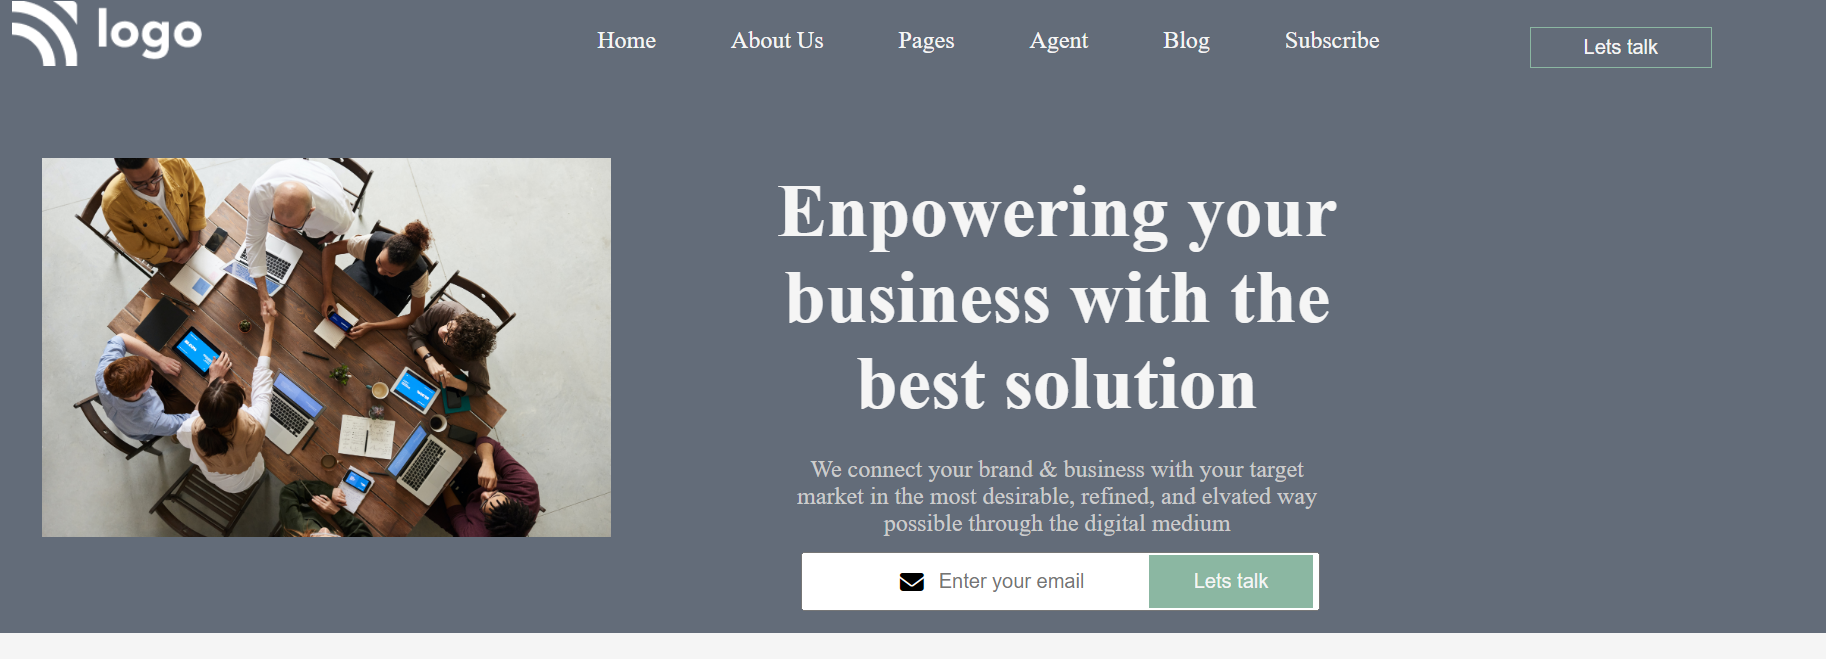 logo
Home About Us Pages Agent Blog Subscribe Lets talk
Enpowering your
business with the
best solution
We connect your brand & business with your target
market in the most desirable, refined, and elvated way
possible through the digital medium
Enter your email Lets talk